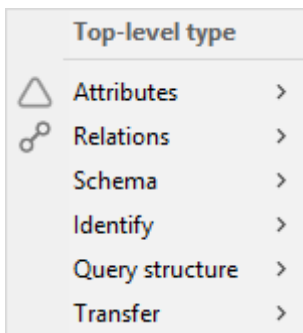 Top-level type
Attributes
Relations
Schema
Identify
Query structure
Transfer